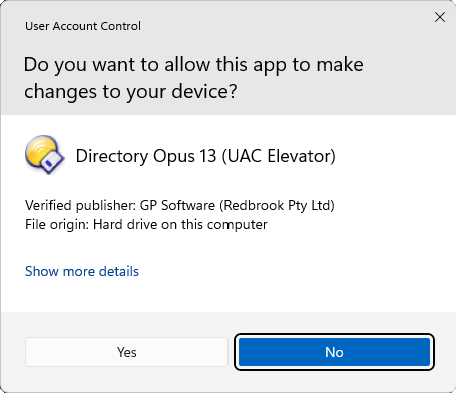 User Account Control
Do you want to allow this app to make
changes to your device?
Directory Opus 13 (UAC Elevator)
Verified publisher: GP Software (Redbrook Pty Ltd)
File origin: Hard drive on this computer
Show more details
Yes
No